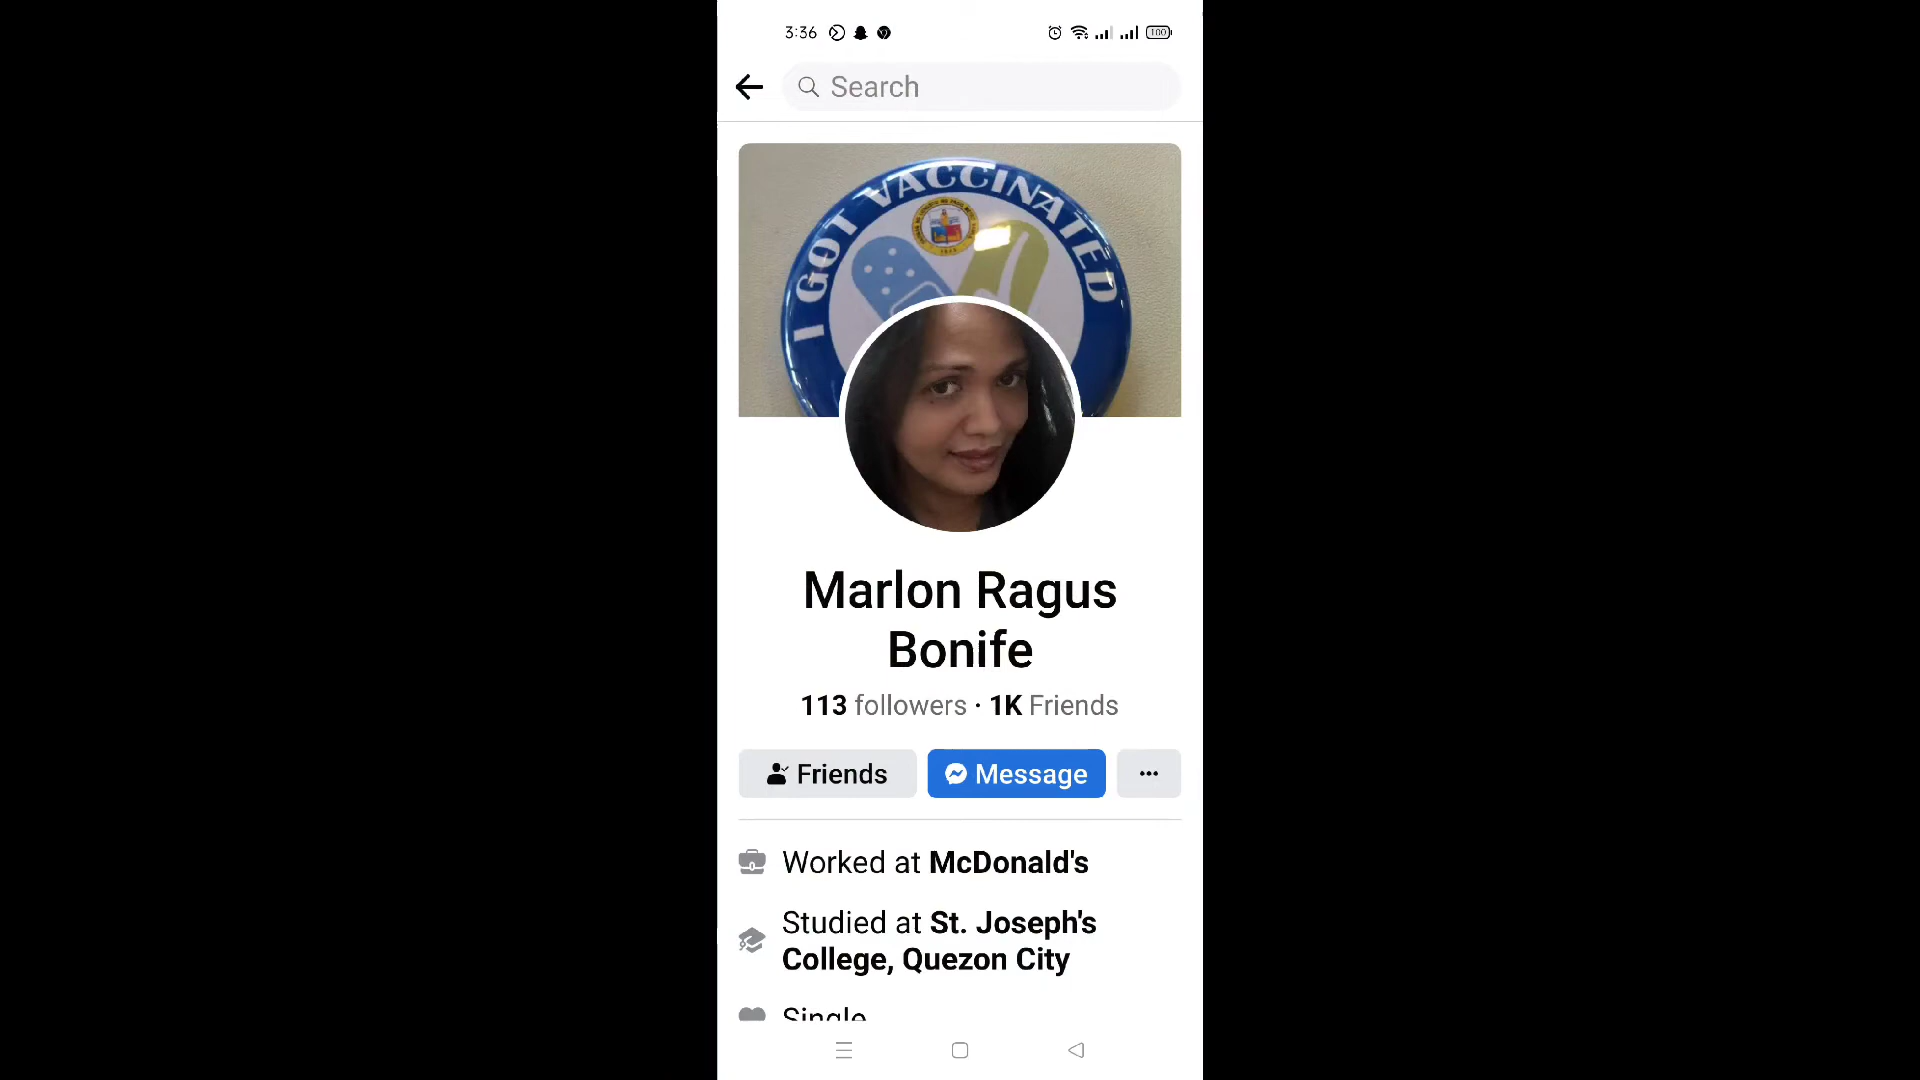 3:36
100
Search
I GOT VACCINATED
Marlon Ragus
Bonife
113 followers · 1K Friends
Friends
Message
Worked at McDonald's
Studied at St. Joseph's
College, Quezon City
Single